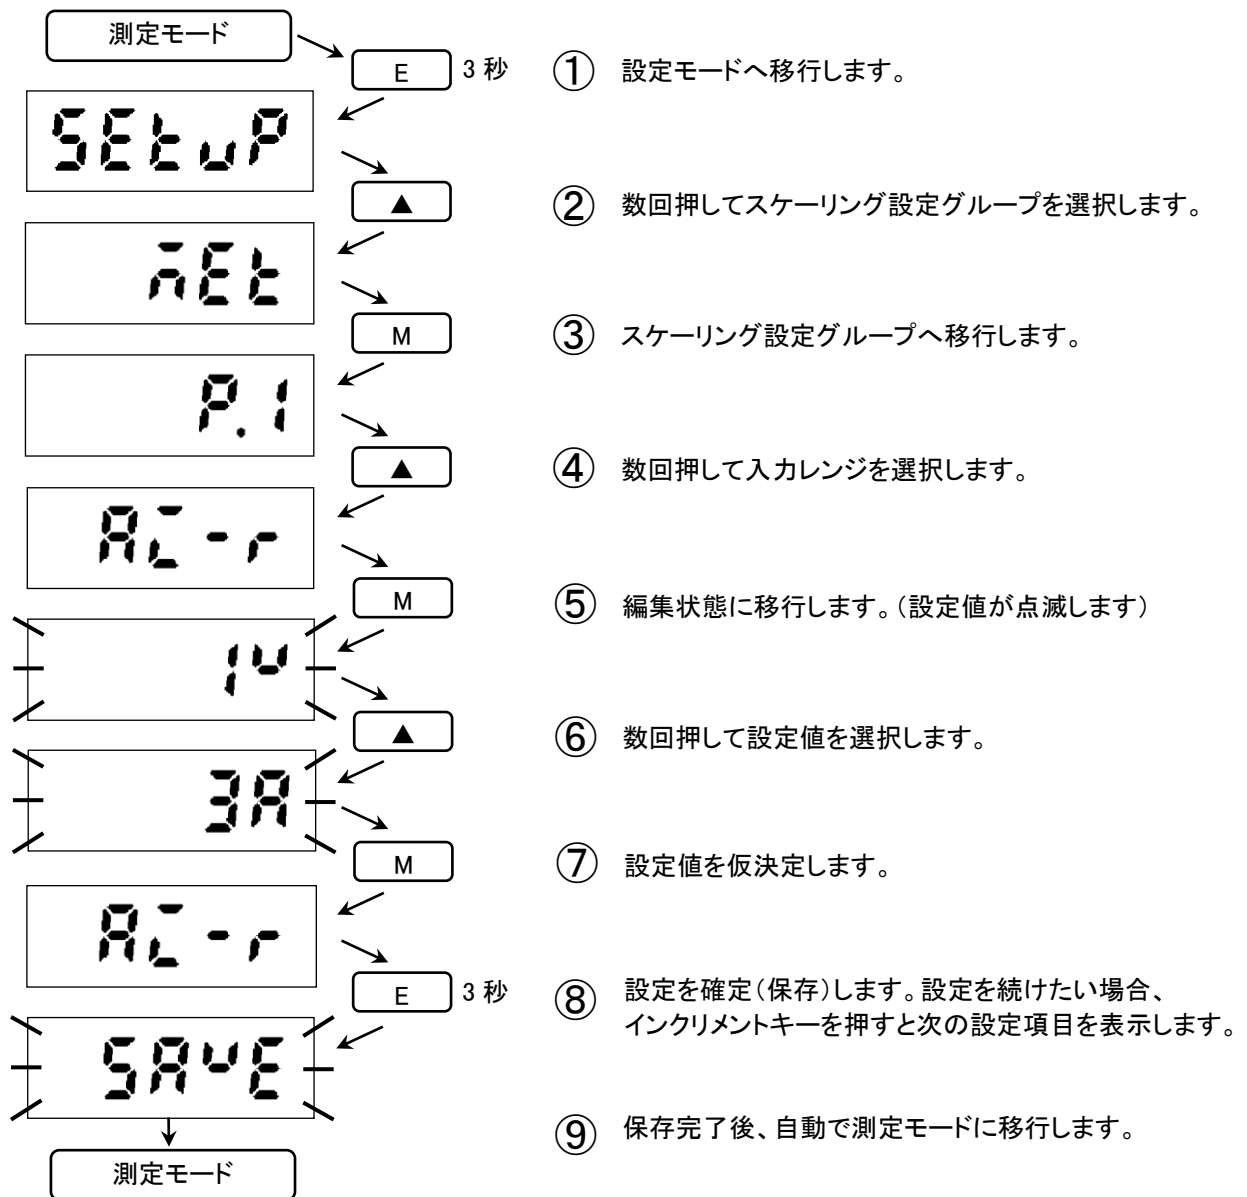 測定モード
E 3秒 ① 設定モードへ移行します。
SEtuP
▲ ② 数回押してスケーリング設定グループを選択します。
mEt
M ③ スケーリング設定グループへ移行します。
P.1
▲ ④ 数回押して入力レンジを選択します。
AI-r
M ⑤ 編集状態に移行します。(設定値が点滅します)
1V
▲ ⑥ 数回押して設定値を選択します。
3A
M ⑦ 設定値を仮決定します。
AI-r
E 3秒 ⑧ 設定を確定(保存)します。設定を続けたい場合、
インクリメントキーを押すと次の設定項目を表示します。
SAVE
⑨ 保存完了後、自動で測定モードに移行します。
測定モード